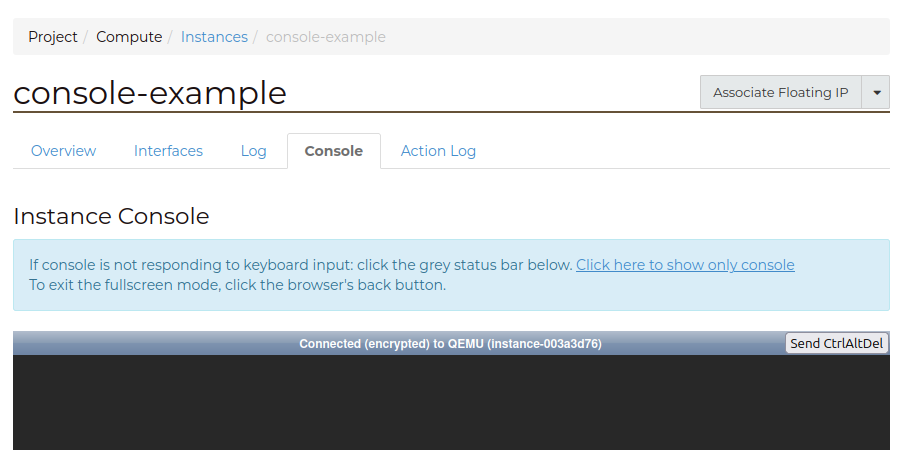 Project / Compute / Instances / console-example
console-example
Associate Floating IP
Overview Interfaces Log Console Action Log
Instance Console
If console is not responding to keyboard input: click the grey status bar below. Click here to show only console
To exit the fullscreen mode, click the browser's back button.
Connected (encrypted) to QEMU (instance-003a3d76) Send CtrlAltDel